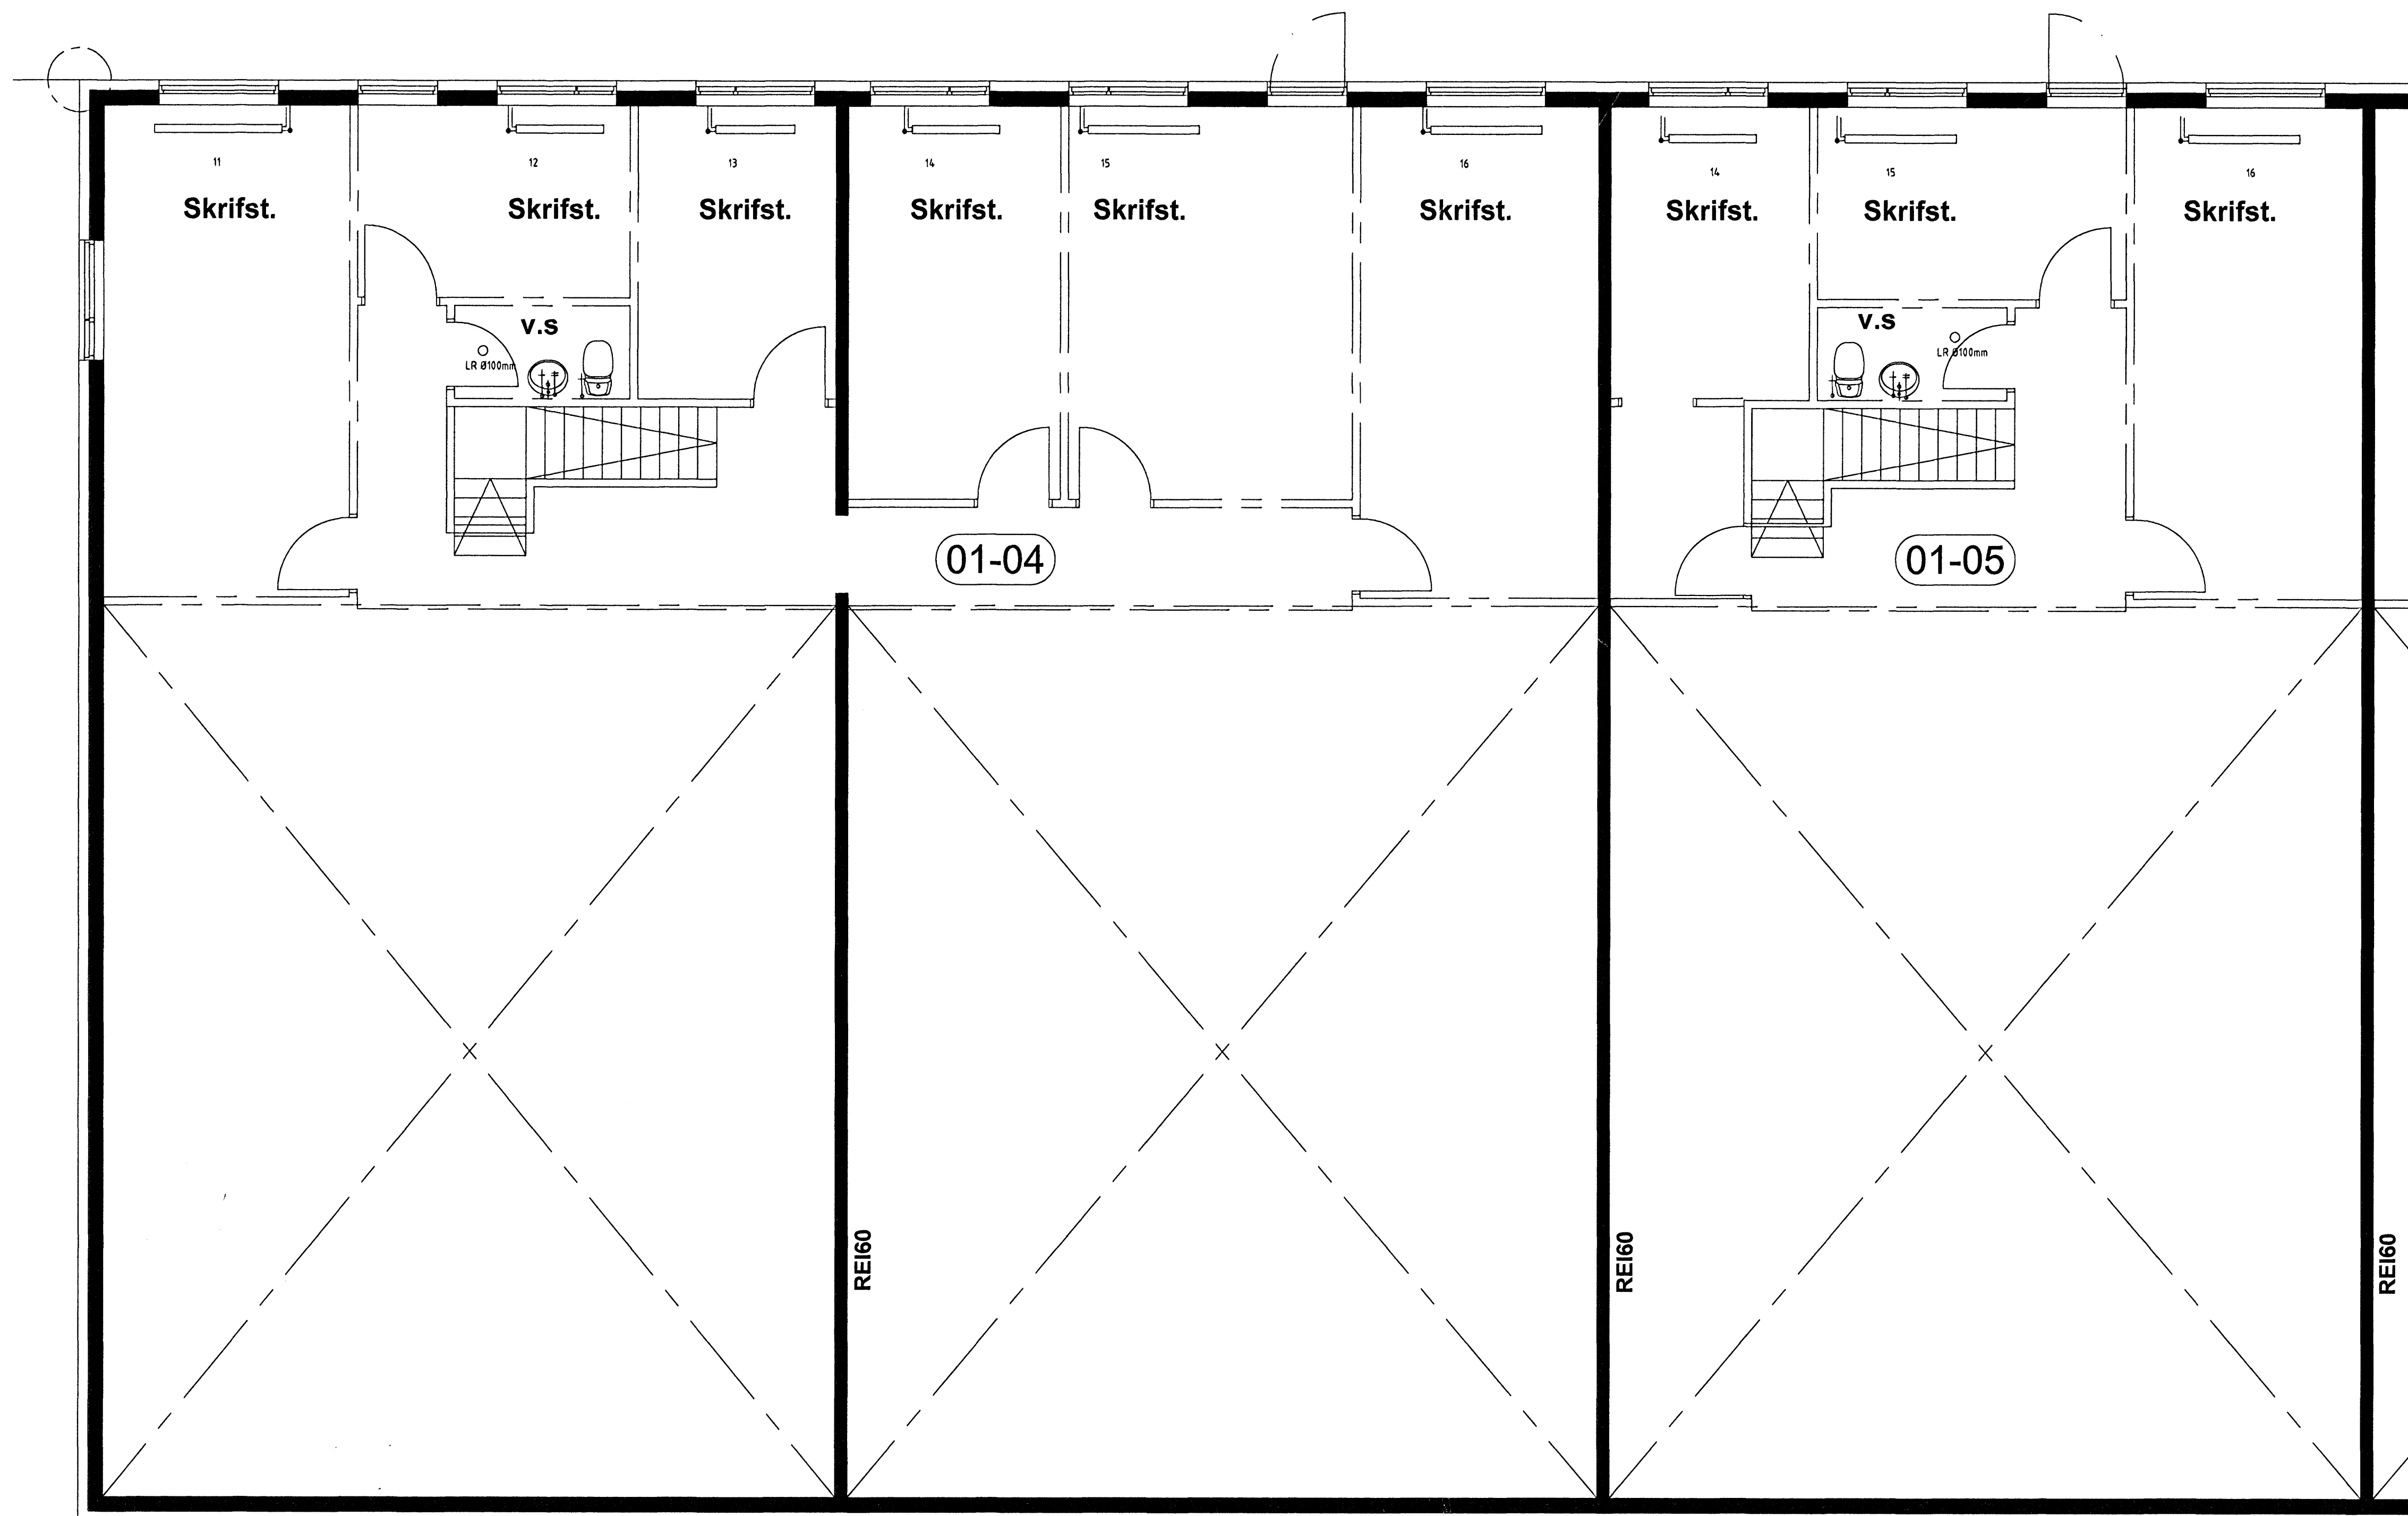 11
12
13
14
15
16
14
15
16
Skrifst.
Skrifst.
Skrifst.
Skrifst.
Skrifst.
Skrifst.
Skrifst.
Skrifst.
Skrifst.
v.s
v.s
LR Ø100mm
LR Ø100mm
01-04
01-05
REI60
REI60
REI60